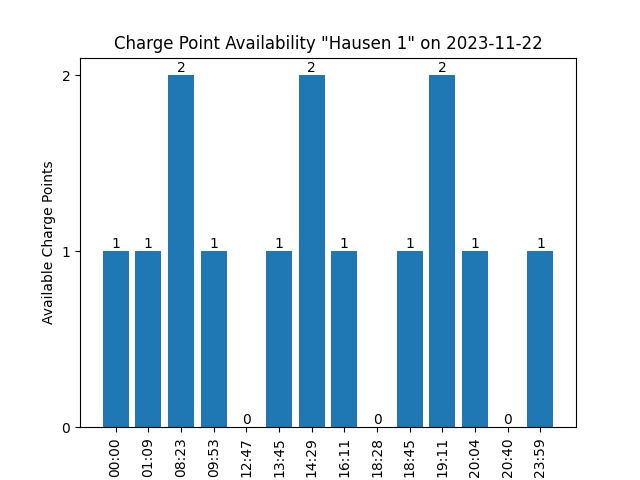 Charge Point Availability "Hausen 1" on 2023-11-22
Available Charge Points
2
1
0
1 1 2 1 0 1 2 1 0 1 2 1 0 1
00:00 01:09 08:23 09:53 12:47 13:45 14:29 16:11 18:28 18:45 19:11 20:04 20:40 23:59